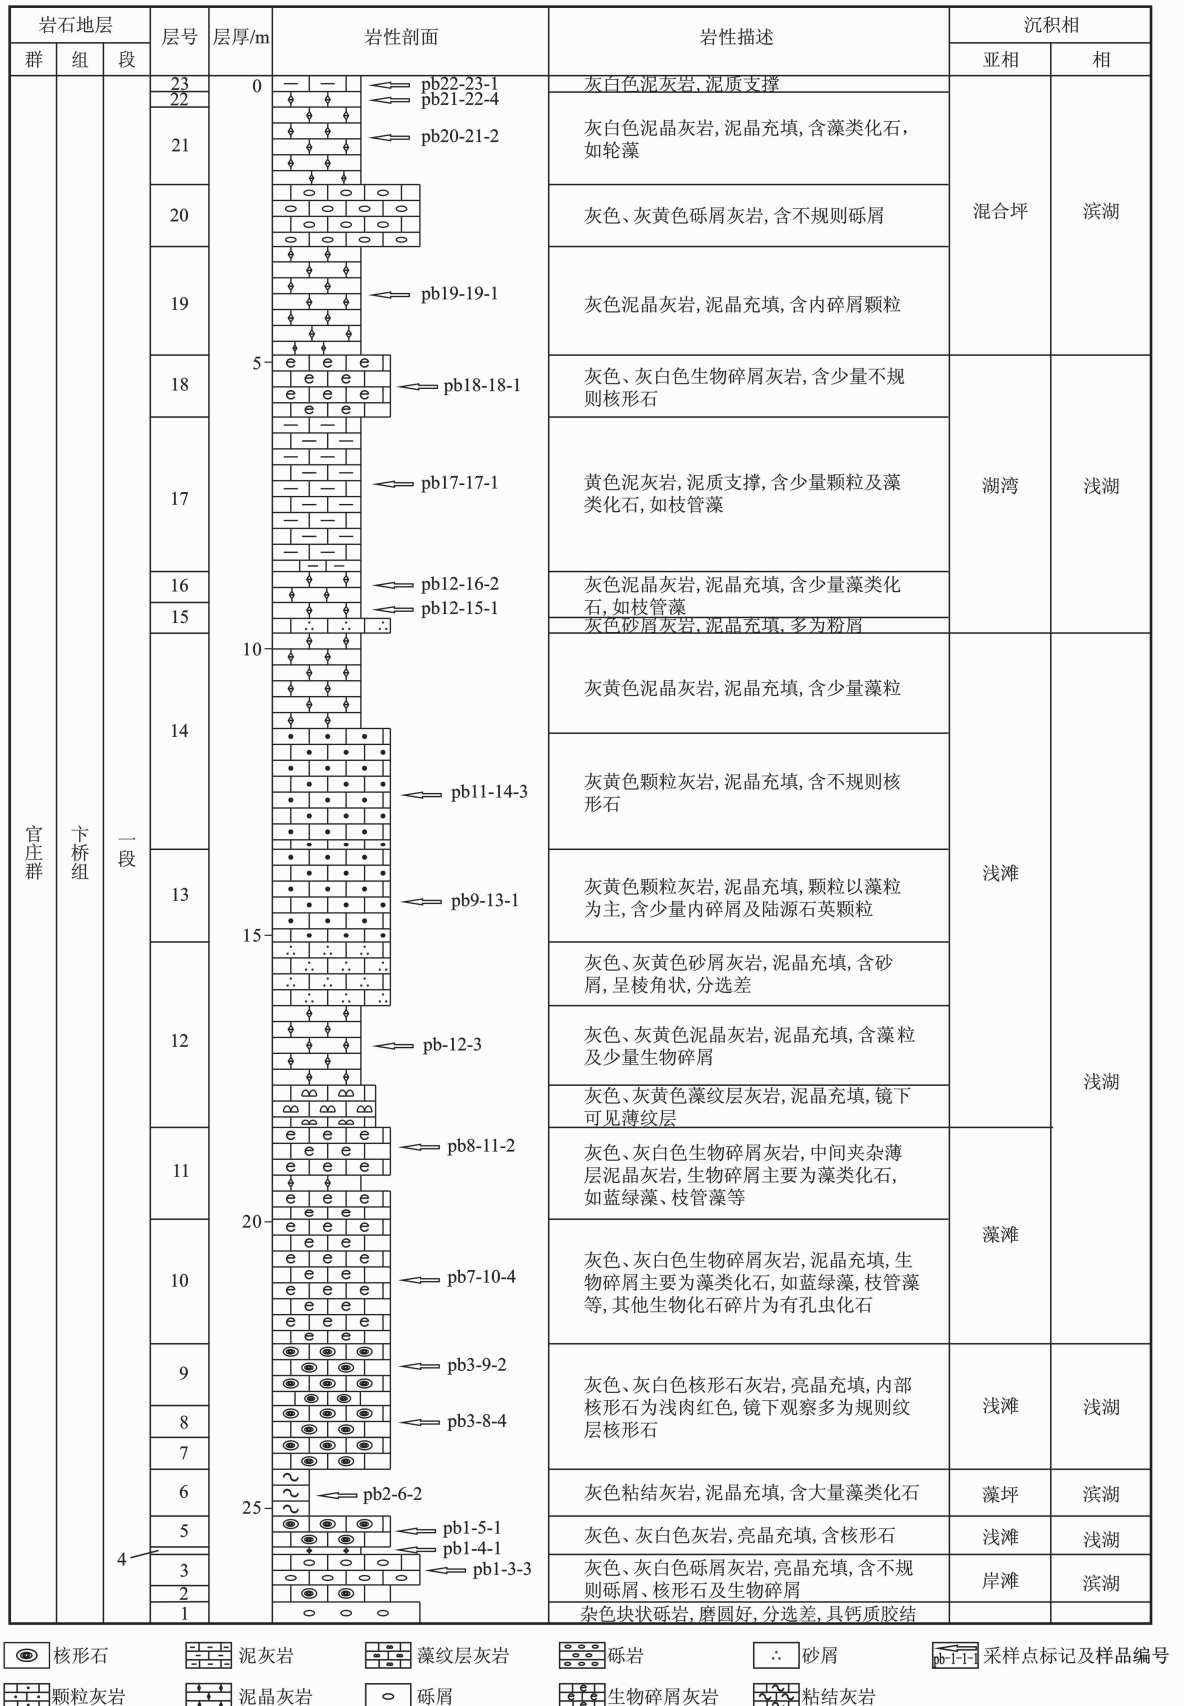 岩石地层
层号
层厚/m
岩性剖面
岩性描述
沉积相
群
组
段
亚相
相
官庄群
卞桥组
一段
23
0
pb22-23-1
灰白色泥灰岩,泥质支撑
22
pb21-22-4
21
pb20-21-2
灰白色泥晶灰岩,泥晶充填,含藻类化石,
如轮藻
20
灰色、灰黄色砾屑灰岩,含不规则砾屑
混合坪
滨湖
19
pb19-19-1
灰色泥晶灰岩,泥晶充填,含内碎屑颗粒
5
18
pb18-18-1
灰色、灰白色生物碎屑灰岩,含少量不规
则核形石
17
pb17-17-1
黄色泥灰岩,泥质支撑,含少量颗粒及藻
类化石,如枝管藻
湖湾
浅湖
16
pb12-16-2
灰色泥晶灰岩,泥晶充填,含少量藻类化
石,如枝管藻
15
pb12-15-1
灰色砂屑灰岩,泥晶充填,多为粉屑
10
14
灰黄色泥晶灰岩,泥晶充填,含少量藻粒
pb11-14-3
灰黄色颗粒灰岩,泥晶充填,含不规则核
形石
13
pb9-13-1
灰黄色颗粒灰岩,泥晶充填,颗粒以藻粒
为主,含少量内碎屑及陆源石英颗粒
浅滩
15
灰色、灰黄色砂屑灰岩,泥晶充填,含砂
屑,呈棱角状,分选差
12
pb-12-3
灰色、灰黄色泥晶灰岩,泥晶充填,含藻粒
及少量生物碎屑
浅湖
灰色、灰黄色藻纹层灰岩,泥晶充填,镜下
可见薄纹层
11
pb8-11-2
灰色、灰白色生物碎屑灰岩,中间夹杂薄
层泥晶灰岩,生物碎屑主要为藻类化石,
如蓝绿藻、枝管藻等
20
藻滩
10
pb7-10-4
灰色、灰白色生物碎屑灰岩,泥晶充填,生
物碎屑主要为藻类化石,如蓝绿藻,枝管藻
等,其他生物化石碎片为有孔虫化石
9
pb3-9-2
灰色、灰白色核形石灰岩,亮晶充填,内部
核形石为浅肉红色,镜下观察多为规则纹
层核形石
浅滩
浅湖
8
pb3-8-4
7
6
pb2-6-2
灰色粘结灰岩,泥晶充填,含大量藻类化石
藻坪
滨湖
25
5
pb1-5-1
灰色、灰白色灰岩,亮晶充填,含核形石
浅滩
浅湖
4
pb1-4-1
3
pb1-3-3
灰色、灰白色砾屑灰岩,亮晶充填,含不规
则砾屑、核形石及生物碎屑
岸滩
滨湖
2
1
杂色块状砾岩,磨圆好,分选差,具钙质胶结
核形石
泥灰岩
藻纹层灰岩
砾岩
砂屑
pb-1-1-1
采样点标记及样品编号
颗粒灰岩
泥晶灰岩
砾屑
生物碎屑灰岩
粘结灰岩